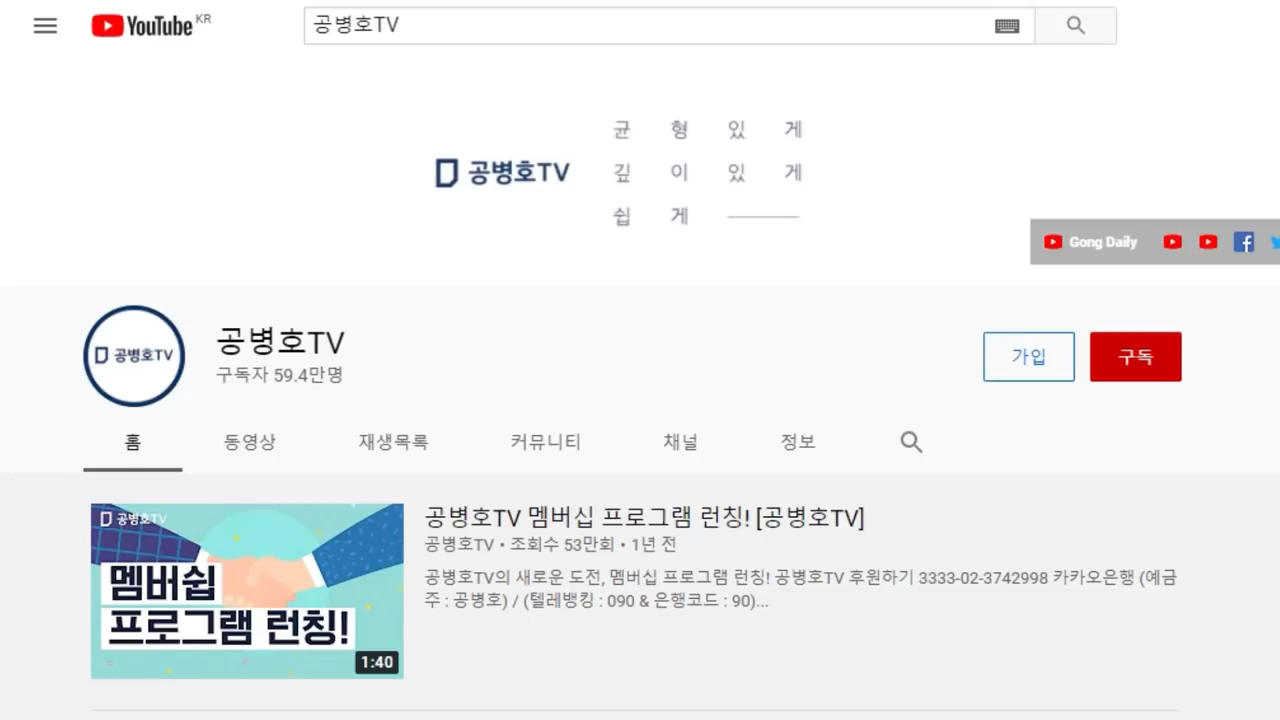 YouTube KR
공병호TV
균 형 있 게
공병호TV 깊 이 있 게
쉽 게
Gong Daily
공병호TV
공병호TV
구독자 59.4만명
가입
구독
홈 동영상 재생목록 커뮤니티 채널 정보
공병호TV
멤버쉽
프로그램 런칭!
1:40
공병호TV 멤버십 프로그램 런칭! [공병호TV]
공병호TV • 조회수 53만회 • 1년 전
공병호TV의 새로운 도전, 멤버십 프로그램 런칭! 공병호TV 후원하기 3333-02-3742998 카카오은행 (예금
주 : 공병호) / (텔레뱅킹 : 090 & 은행코드 : 90)...